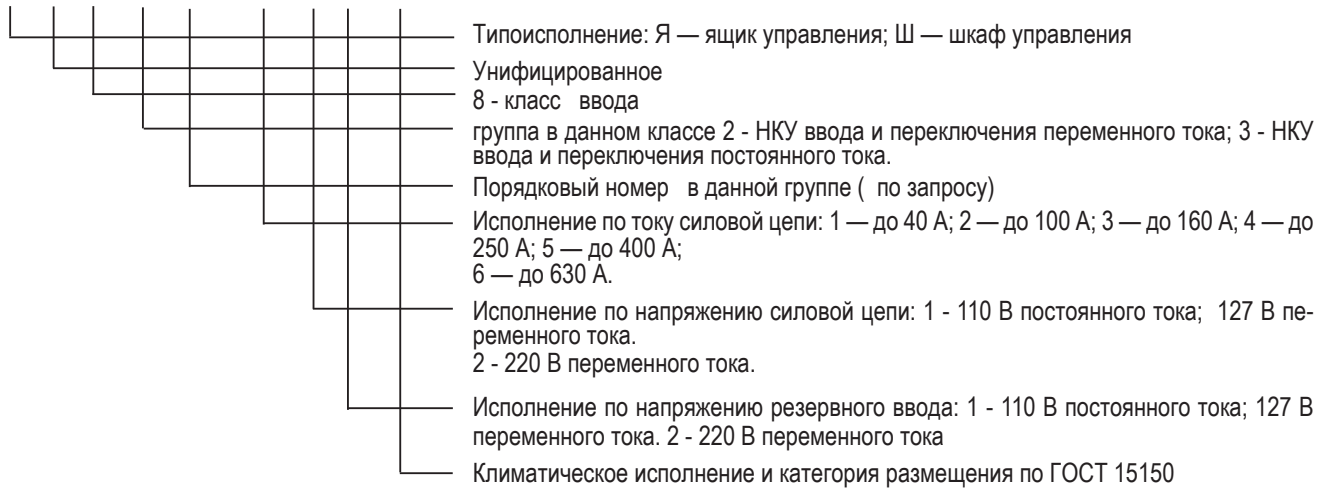 Типоисполнение: Я — ящик управления; Ш — шкаф управления
Унифицированное
8 - класс ввода
группа в данном классе 2 - НКУ ввода и переключения переменного тока; 3 - НКУ
ввода и переключения постоянного тока.
Порядковый номер в данной группе ( по запросу)
Исполнение по току силовой цепи: 1 — до 40 А; 2 — до 100 А; 3 — до 160 А; 4 — до
250 А; 5 — до 400 А;
6 — до 630 А.
Исполнение по напряжению силовой цепи: 1 - 110 В постоянного тока; 127 В пе-
ременного тока.
2 - 220 В переменного тока.
Исполнение по напряжению резервного ввода: 1 - 110 В постоянного тока; 127 В
переменного тока. 2 - 220 В переменного тока
Климатическое исполнение и категория размещения по ГОСТ 15150